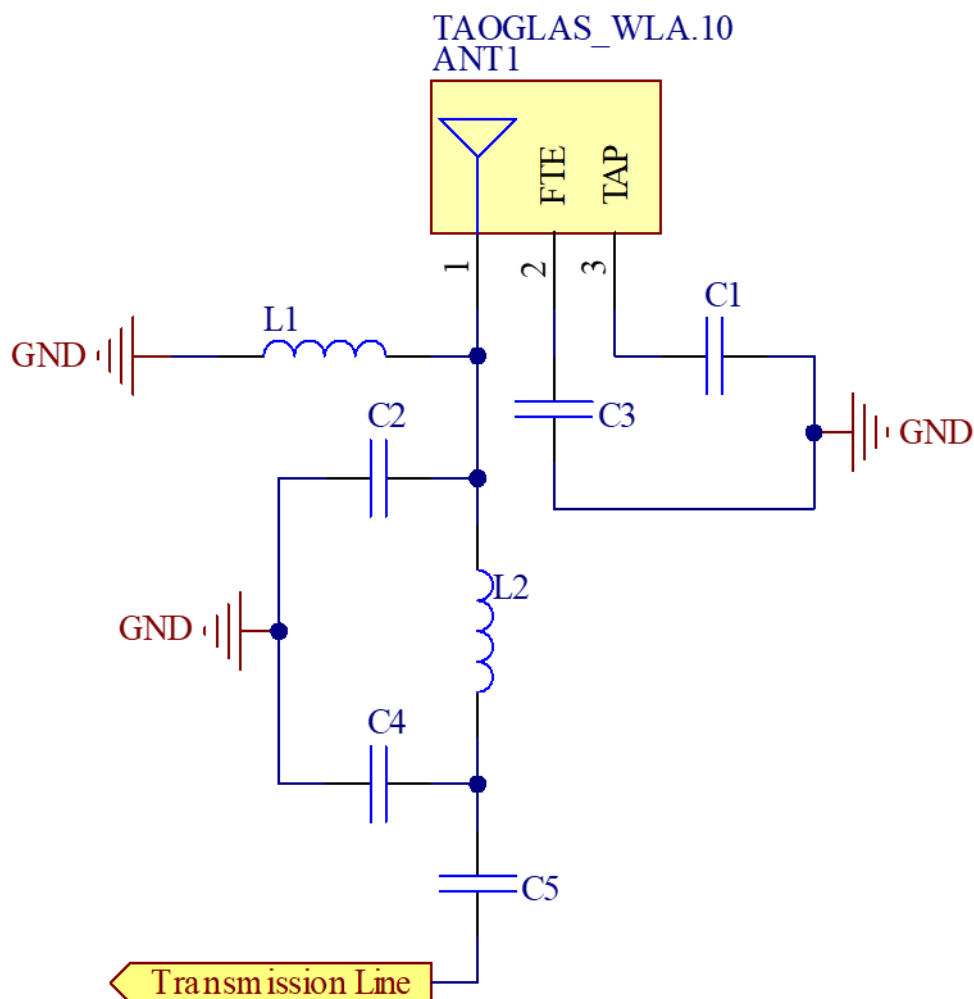 TAOGLAS_WLA.10
ANT1
FTE
TAP
1
2
3
C1
L1
GND
C2
C3
GND
L2
GND
C4
C5
Transmission Line